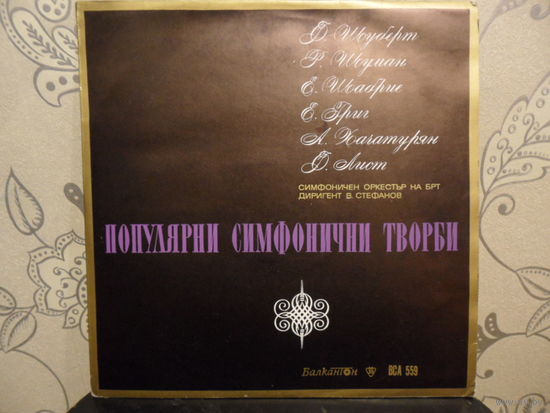 Ф. Шуберт
Р. Шуман
Е. Шабрие
Е. Григ
А. Хачатурян
Ф. Лист
СИМФОНИЧЕН ОРКЕСТЪР НА БРТ
ДИРИГЕНТ В. СТЕФАНОВ
ПОПУЛЯРНИ СИМФОНИЧНИ ТВОРБИ
Балкантон ВСА 559